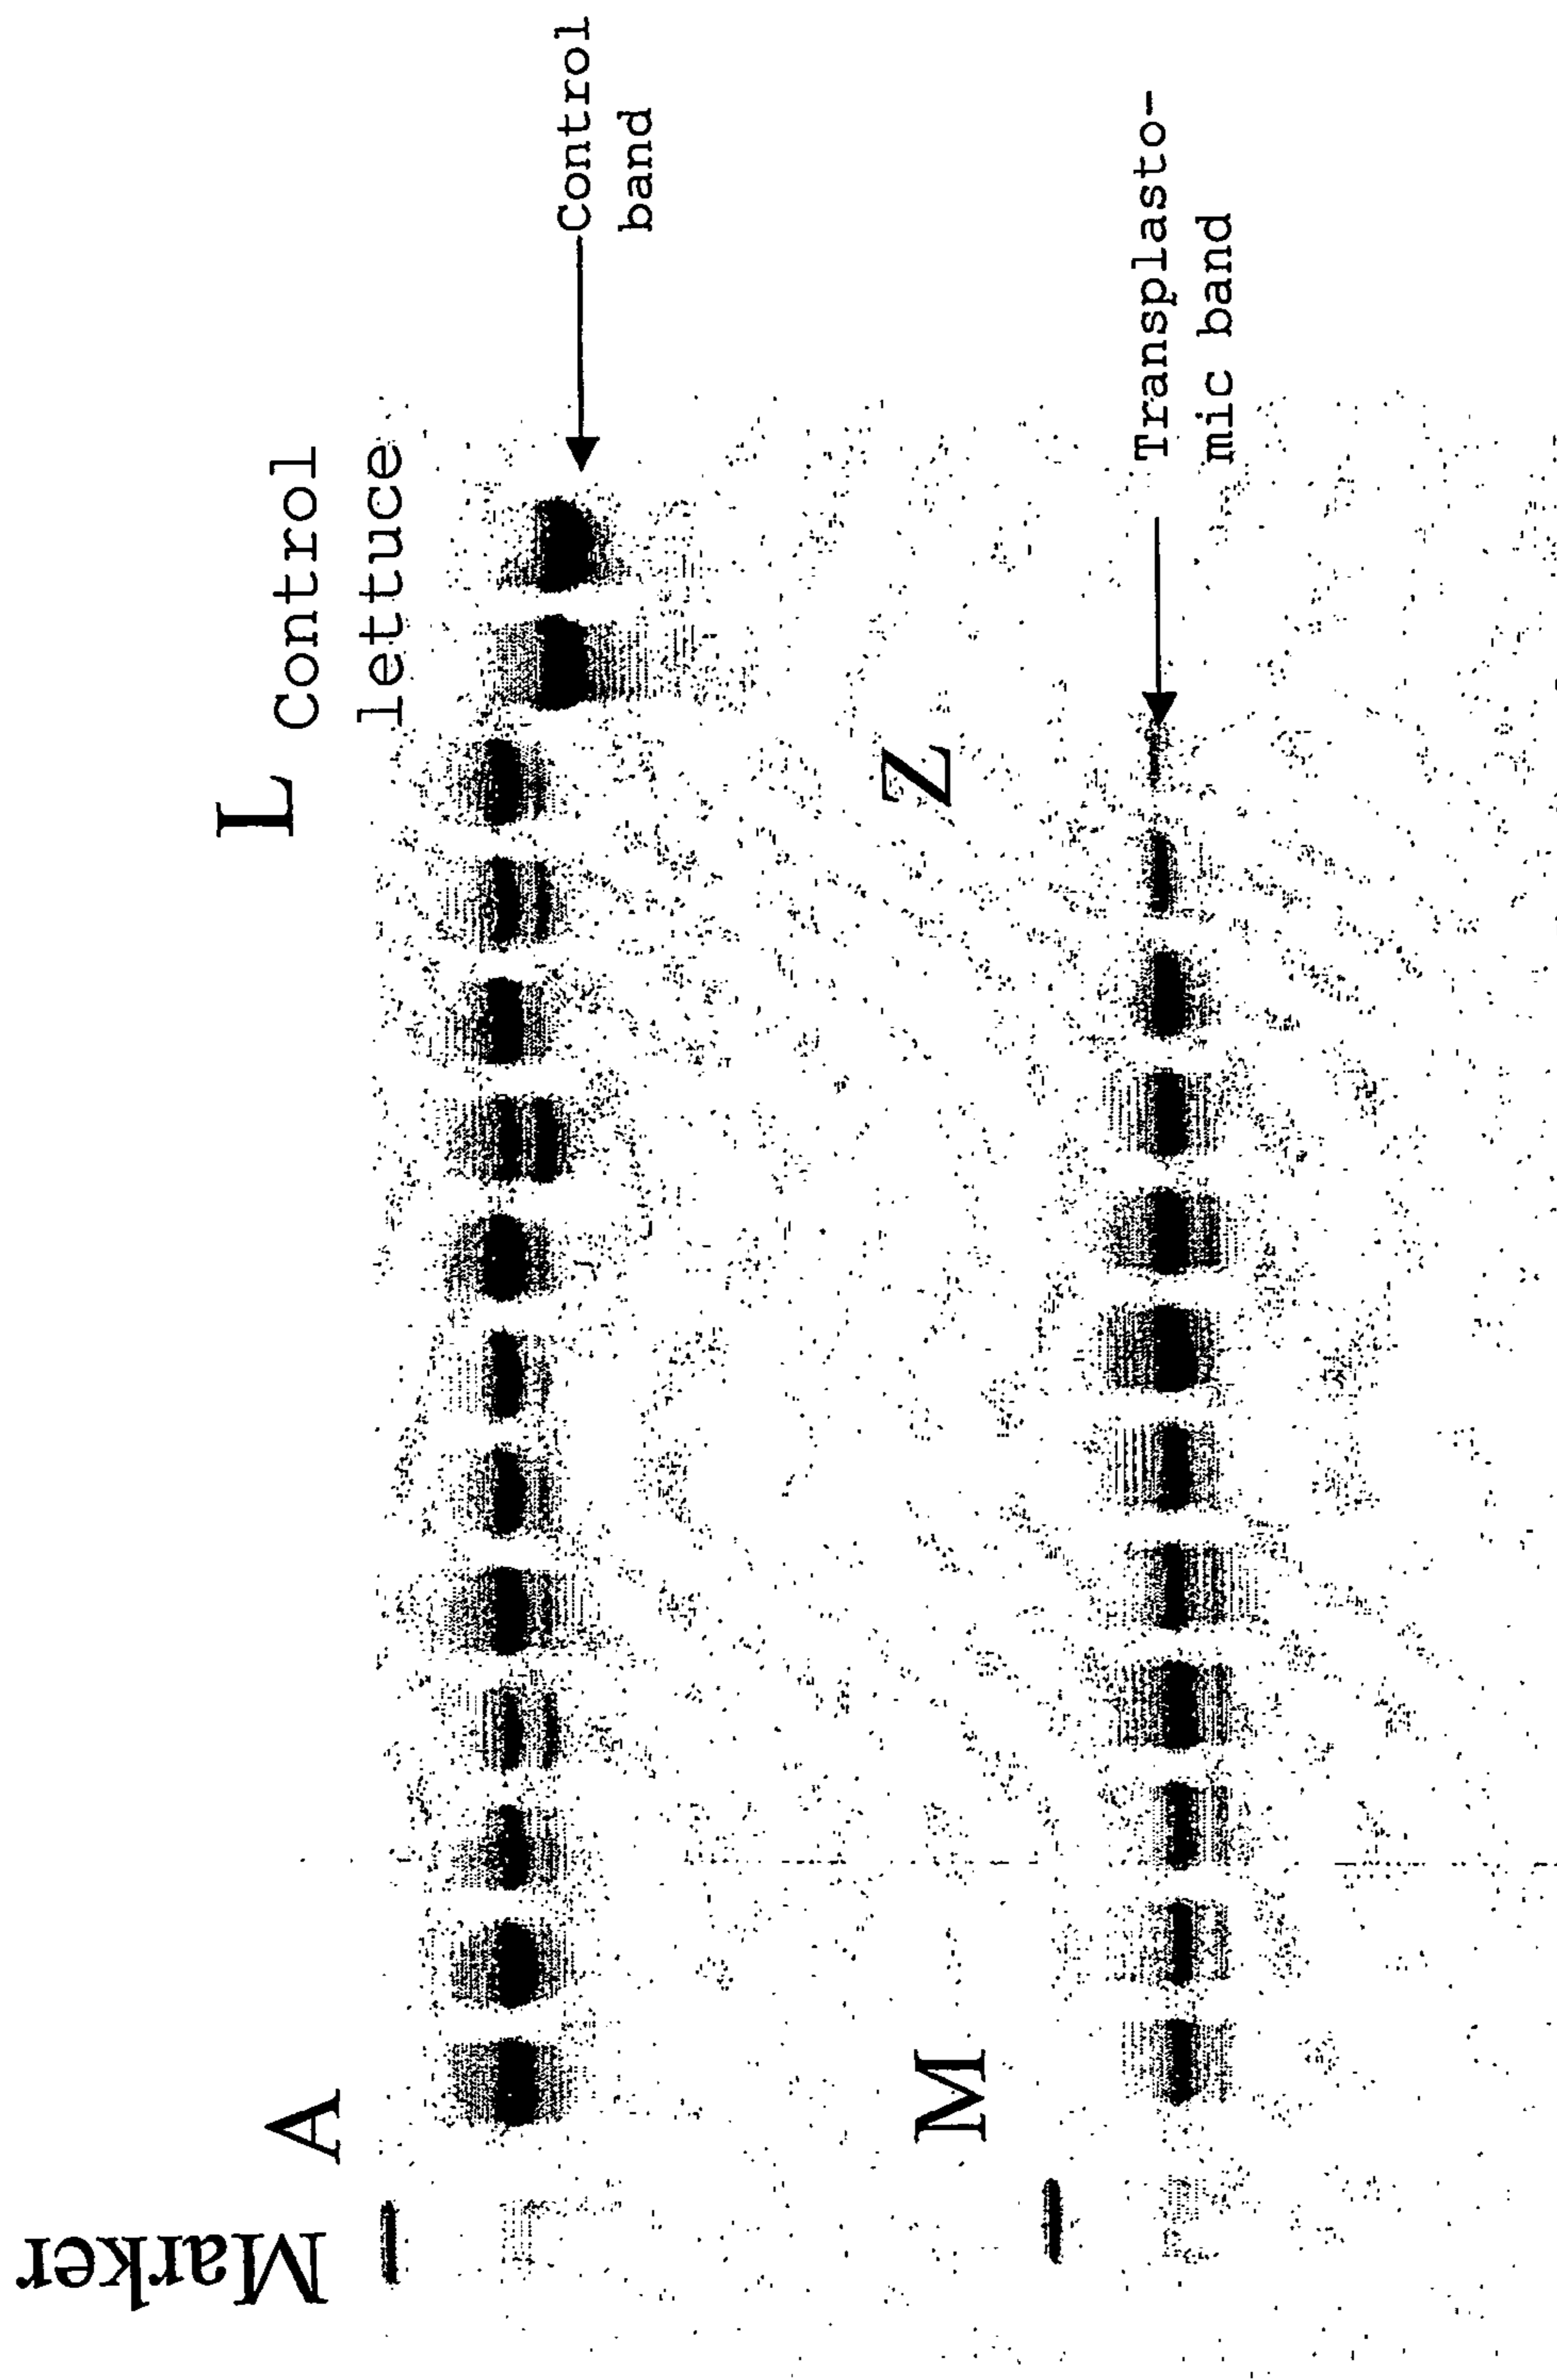 Marker
A
L
Control
lettuce
Control
band
M
Z
Transplasto-
mic band